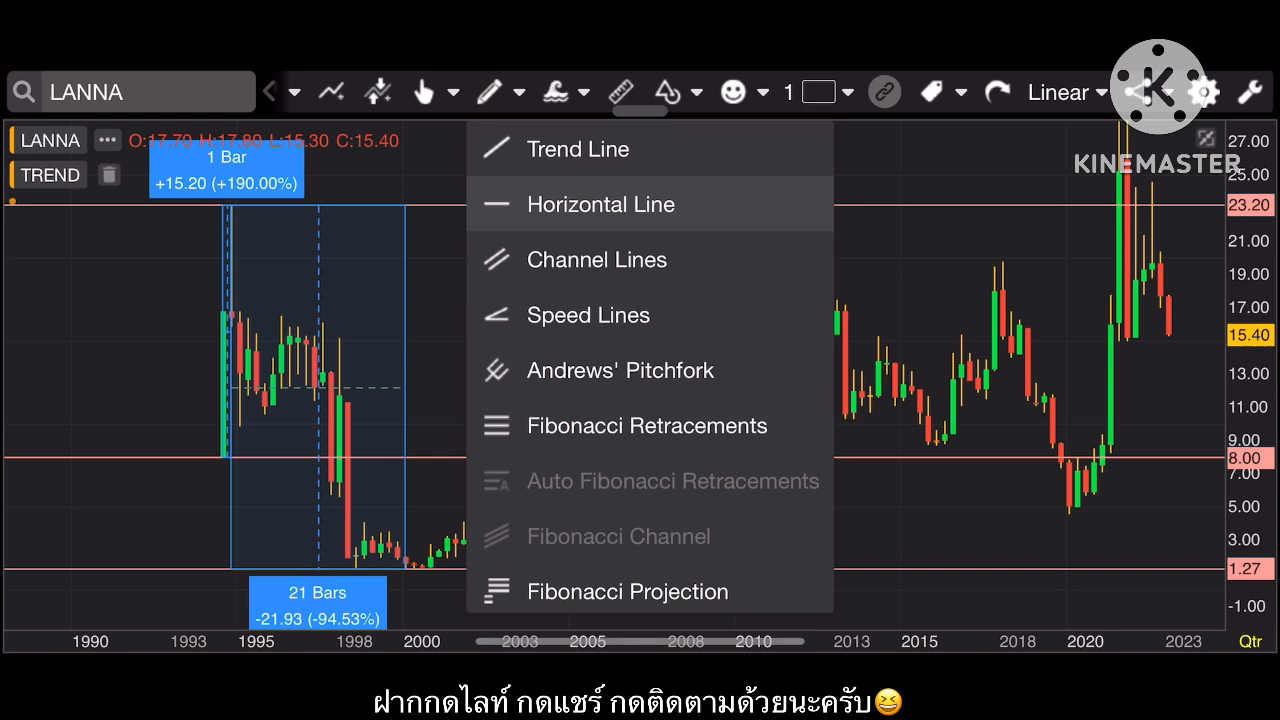 LANNA
1
Linear
KINEMASTER
LANNA ••• O:17.70 H:17.80 L:15.30 C:15.40
TREND
1 Bar
+15.20 (+190.00%)
Trend Line
Horizontal Line
Channel Lines
Speed Lines
Andrews' Pitchfork
Fibonacci Retracements
Auto Fibonacci Retracements
Fibonacci Channel
Fibonacci Projection
27.00
25.00
23.20
21.00
19.00
17.00
15.40
13.00
11.00
9.00
8.00
7.00
5.00
3.00
1.27
-1.00
21 Bars
-21.93 (-94.53%)
1990 1993 1995 1998 2000 2003 2005 2008 2010 2013 2015 2018 2020 2023 Qtr
ฝากกดไลท์ กดแชร์ กดติดตามด้วยนะครับ😆